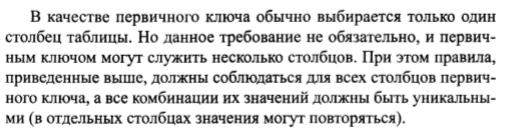 В качестве первичного ключа обычно выбирается только один
столбец таблицы. Но данное требование не обязательно, и первич-
ным ключом могут служить несколько столбцов. При этом правила,
приведенные выше, должны соблюдаться для всех столбцов первич-
ного ключа, а все комбинации их значений должны быть уникальны-
ми (в отдельных столбцах значения могут повторяться).